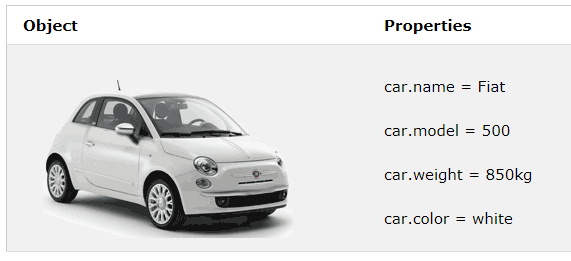 Object Properties
car.name = Fiat
car.model = 500
car.weight = 850kg
car.color = white